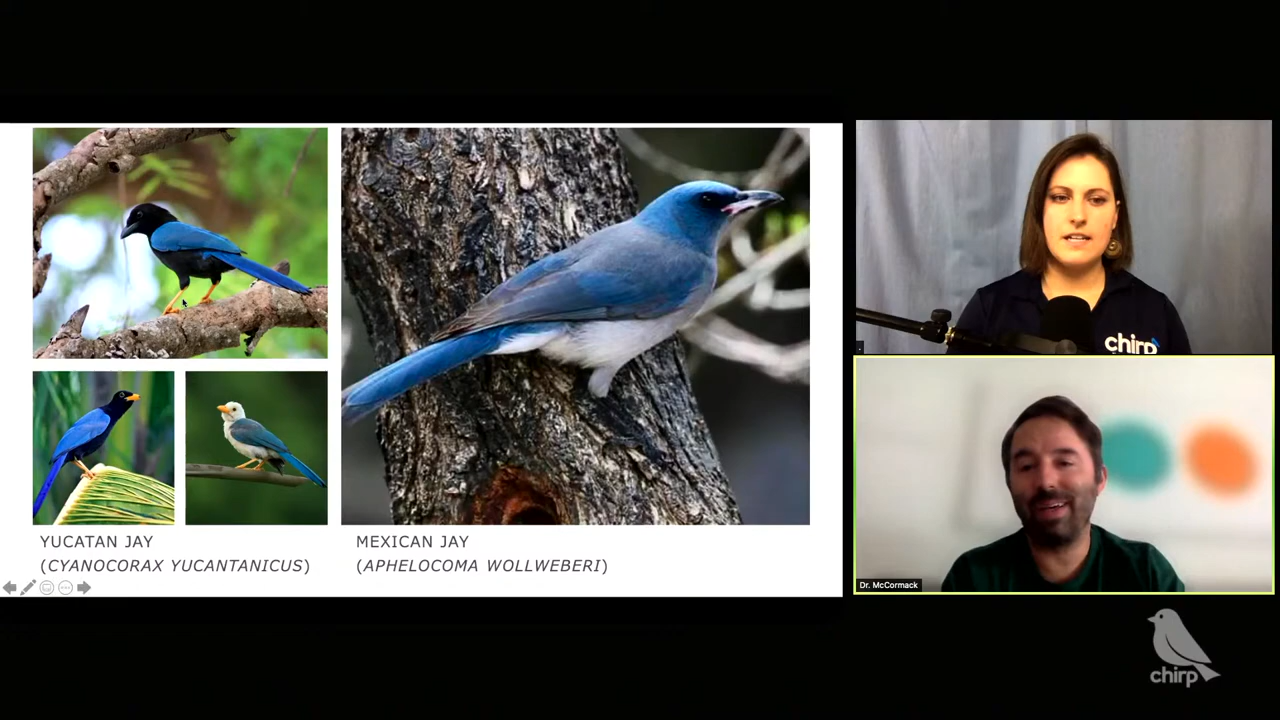 YUCATAN JAY
(CYANOCORAX YUCANTANICUS)
MEXICAN JAY
(APHELOCOMA WOLLWEBERI)
chirp
Dr. McCormack
chirp